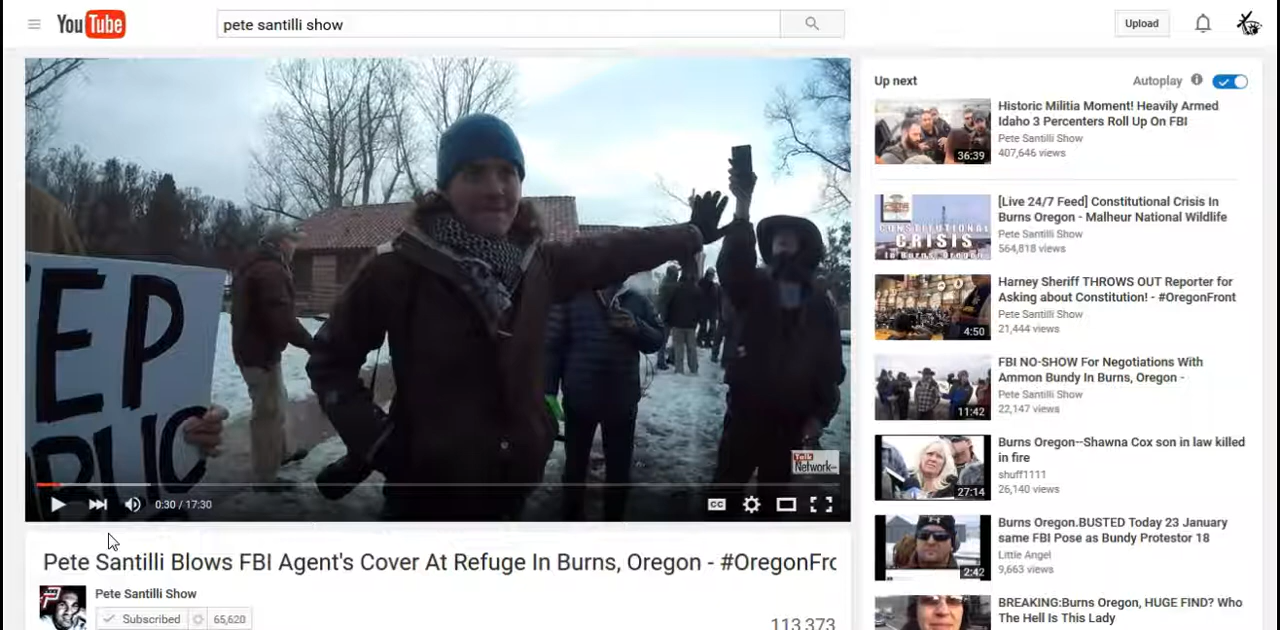 YouTube
pete santilli show
Upload
EP
PUBLIC
Talk
Network
0:30 / 17:30
CC
Pete Santilli Blows FBI Agent's Cover At Refuge In Burns, Oregon - #OregonFro
Pete Santilli Show
Subscribed
65,620
113,373
Up next
Autoplay
Historic Militia Moment! Heavily Armed
Idaho 3 Percenters Roll Up On FBI
Pete Santilli Show
407,646 views
36:39
[Live 24/7 Feed] Constitutional Crisis In
Burns Oregon - Malheur National Wildlife
Pete Santilli Show
564,818 views
CONSTITUTIONAL
CRISIS
In Burns, Oregon
Harney Sheriff THROWS OUT Reporter for
Asking about Constitution! - #OregonFront
Pete Santilli Show
21,444 views
4:50
FBI NO-SHOW For Negotiations With
Ammon Bundy In Burns, Oregon -
Pete Santilli Show
22,147 views
11:42
Burns Oregon--Shawna Cox son in law killed
in fire
shuff1111
26,140 views
27:14
Burns Oregon.BUSTED Today 23 January
same FBI Pose as Bundy Protestor 18
Little Angel
9,663 views
2:42
BREAKING:Burns Oregon, HUGE FIND? Who
The Hell Is This Lady